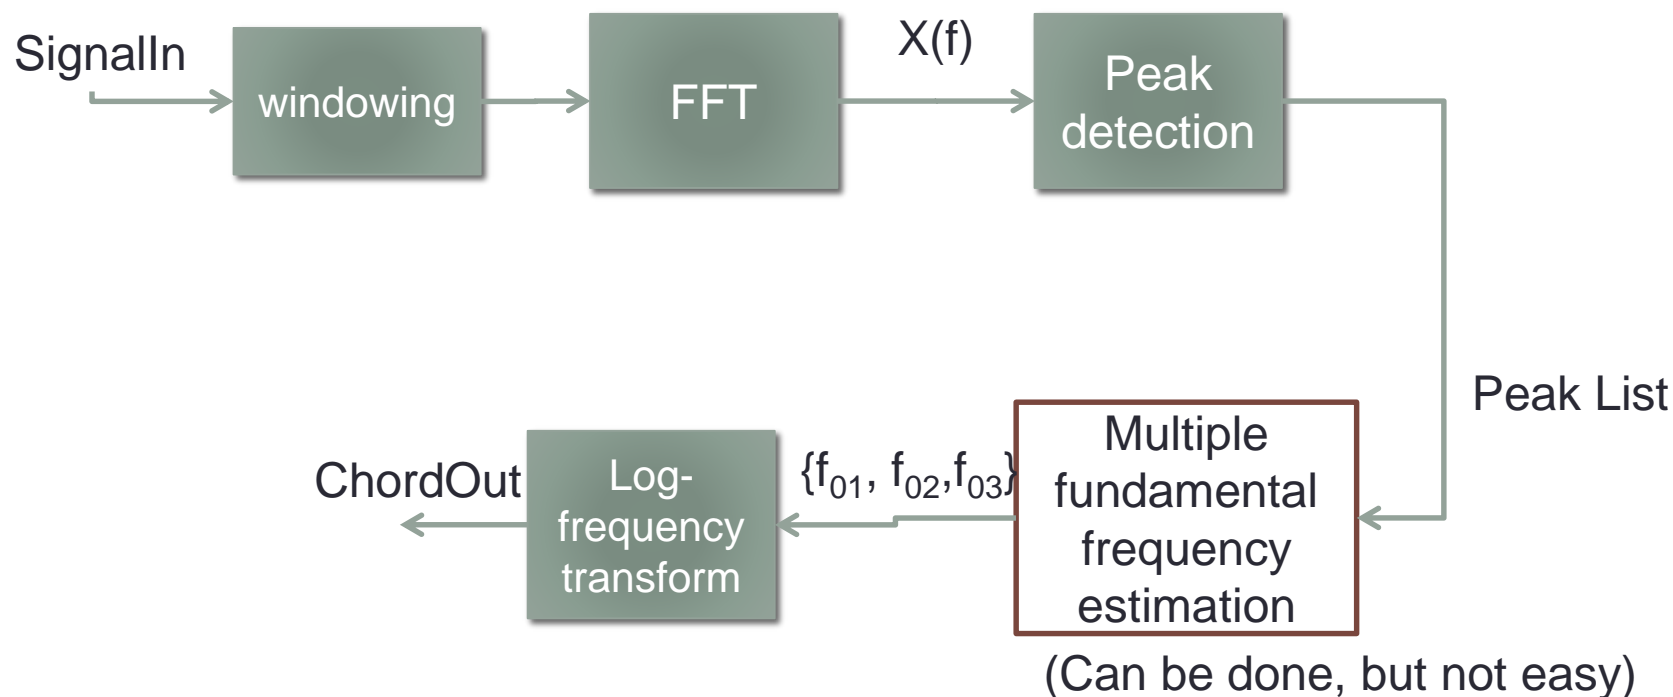 SignalIn
windowing
FFT
X(f)
Peak
detection
Peak List
Multiple
fundamental
frequency
estimation
(Can be done, but not easy)
{f₀₁, f₀₂,f₀₃}
Log-
frequency
transform
ChordOut